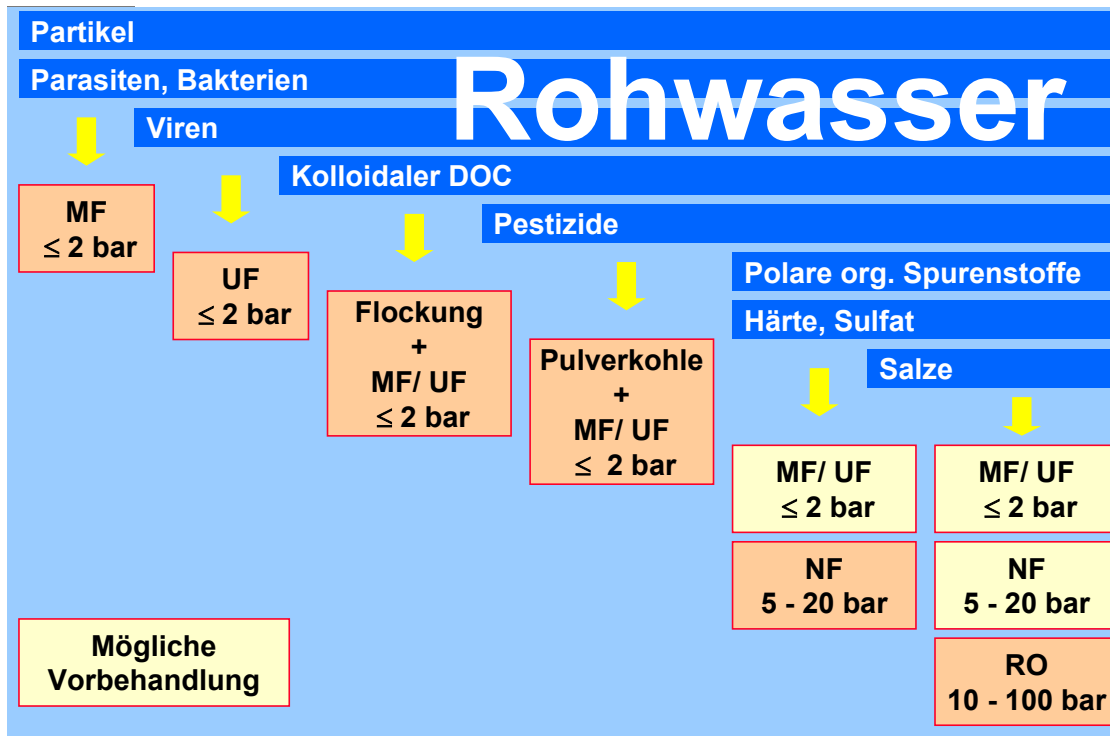 Partikel
Parasiten, Bakterien
Rohwasser
Viren
Kolloidaler DOC
Pestizide
Polare org. Spurenstoffe
Härte, Sulfat
Salze
MF
≤ 2 bar
UF
≤ 2 bar
Flockung
+
MF/ UF
≤ 2 bar
Pulverkohle
+
MF/ UF
≤ 2 bar
MF/ UF
≤ 2 bar
NF
5 - 20 bar
MF/ UF
≤ 2 bar
NF
5 - 20 bar
RO
10 - 100 bar
Mögliche
Vorbehandlung